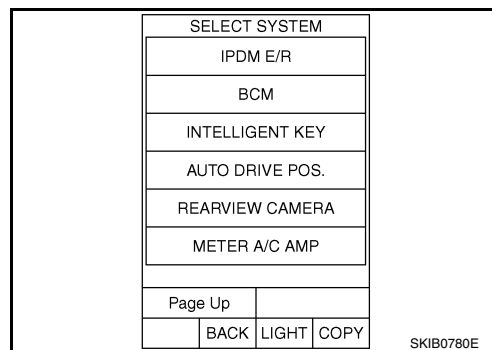 SELECT SYSTEM
IPDM E/R
BCM
INTELLIGENT KEY
AUTO DRIVE POS.
REARVIEW CAMERA
METER A/C AMP
Page Up
BACK LIGHT COPY
SKIB0780E